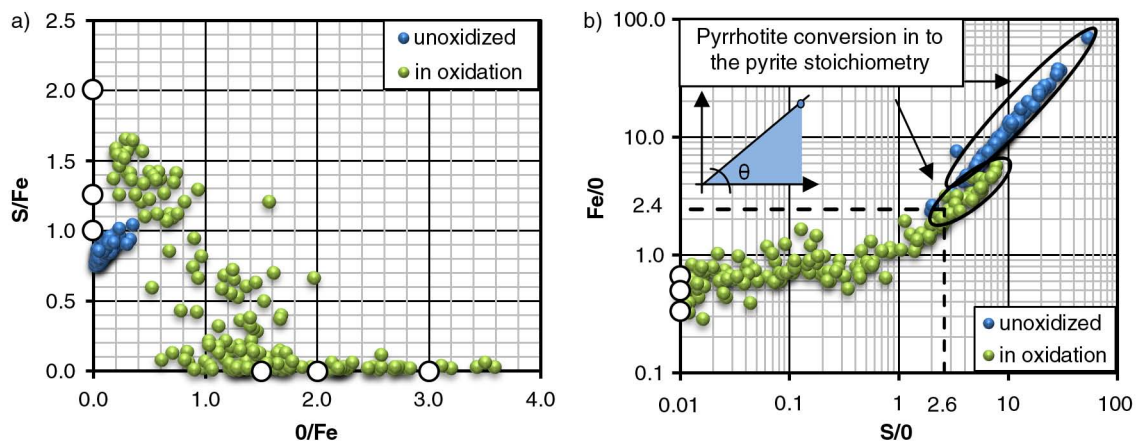 a)
2.5
2.0
1.5
1.0
0.5
0.0
S/Fe
0.0 1.0 2.0 3.0 4.0
0/Fe
unoxidized
in oxidation
b)
100.0
10.0
2.4
1.0
0.1
Fe/0
0.01 0.1 1 2.6 10 100
S/0
Pyrrhotite conversion in to
the pyrite stoichiometry
θ
unoxidized
in oxidation